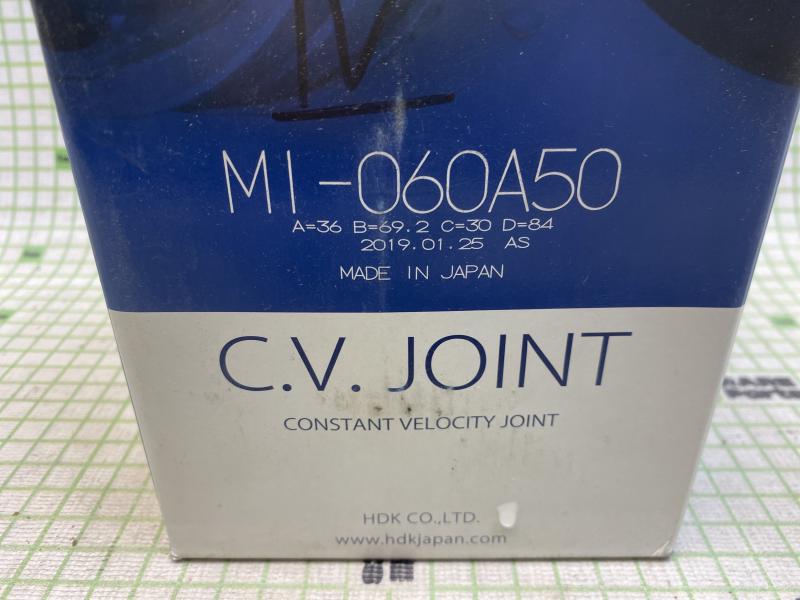 MI-060A50
A=36 B=69.2 C=30 D=84
2019.01.25 AS
MADE IN JAPAN
C.V. JOINT
CONSTANT VELOCITY JOINT
HDK CO.,LTD.
www.hdkjapan.com